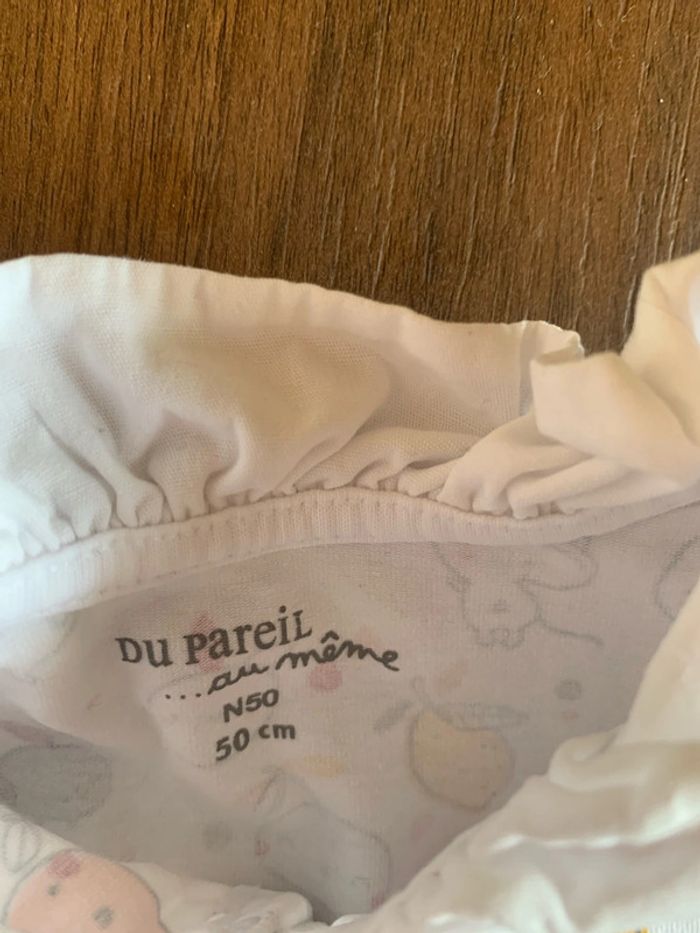 Du Pareil
...au même
N50
50 cm